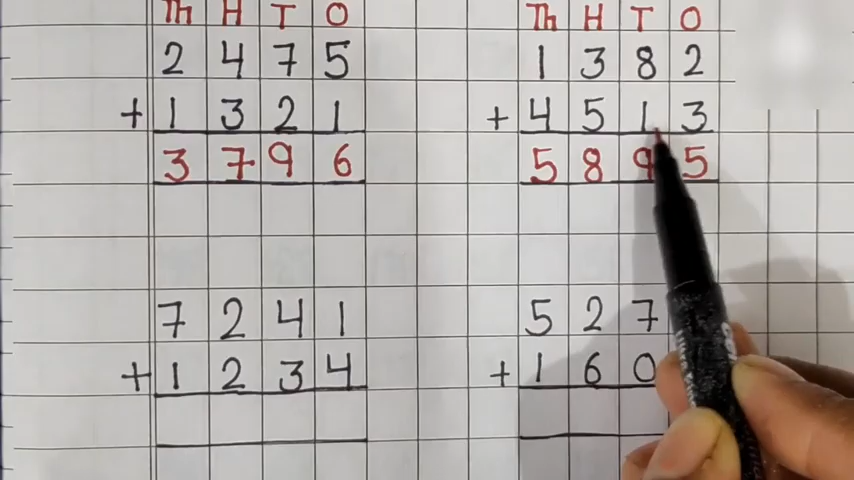 Th H T O
2 4 7 5
+ 1 3 2 1
3 7 9 6
Th H T O
1 3 8 2
+ 4 5 1 3
5 8 9 5
7 2 4 1
+ 1 2 3 4
5 2 7
+ 1 6 0